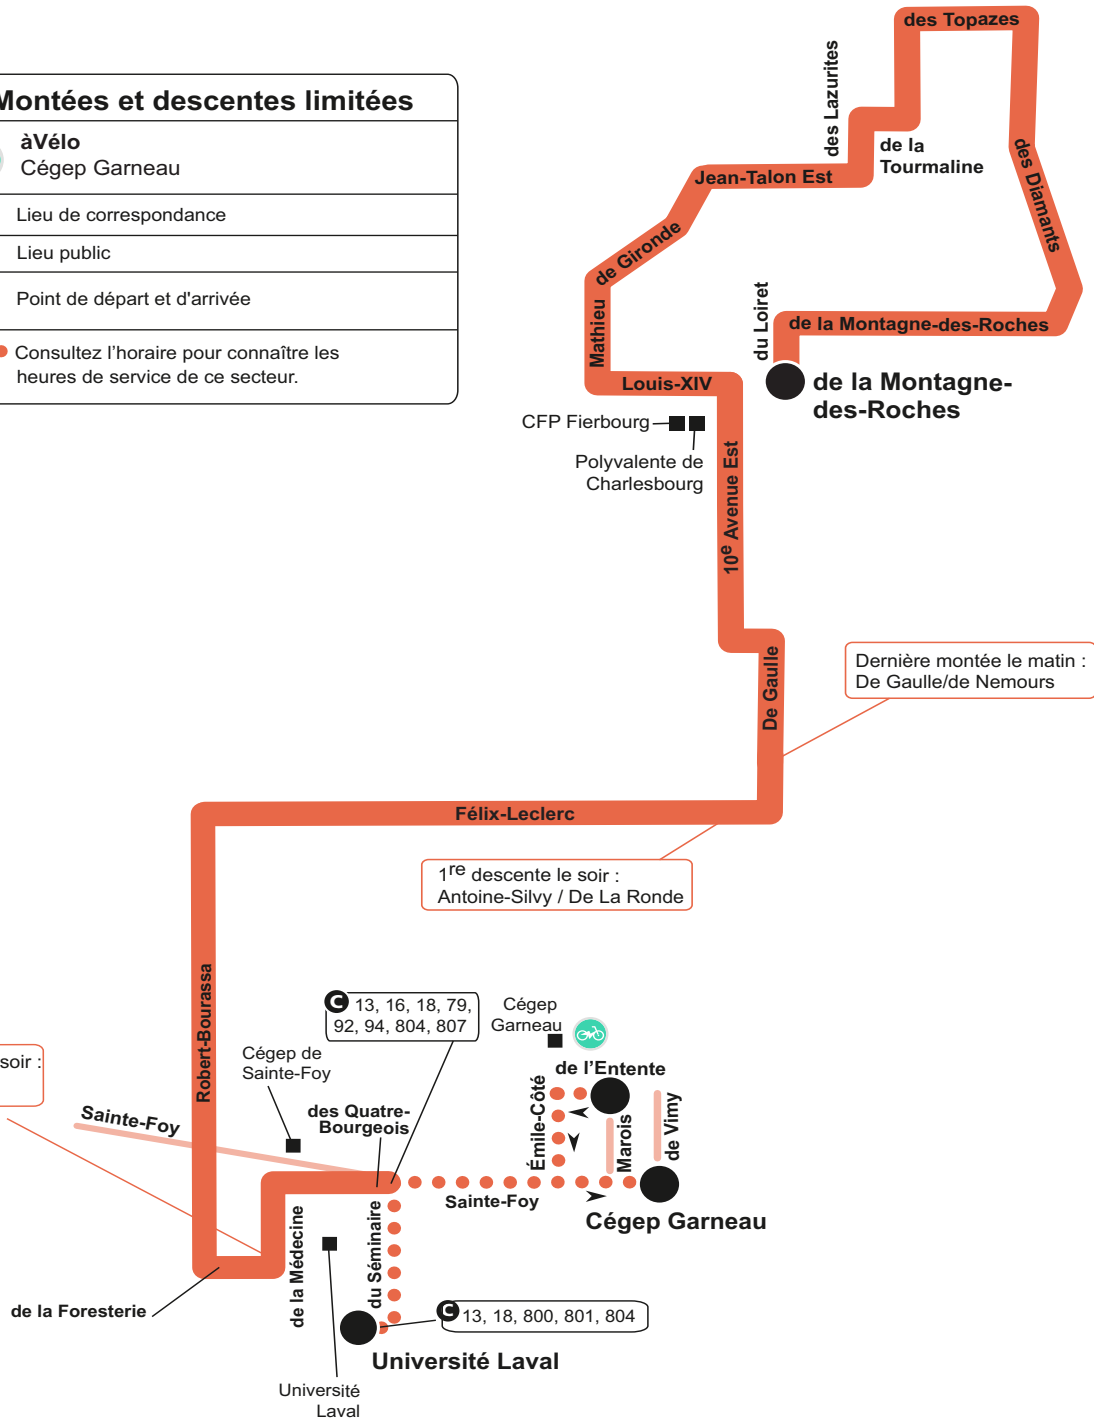 des Topazes
des Lazurites
de la
Tourmaline
Montées et descentes limitées
àVélo
Cégep Garneau
Lieu de correspondance
Lieu public
Point de départ et d'arrivée
Consultez l'horaire pour connaître les
heures de service de ce secteur.
Jean-Talon Est
des Diamants
de Gironde
du Loiret
Mathieu
de la Montagne-des-Roches
Louis-XIV
de la Montagne-
des-Roches
CFP Fierbourg
Polyvalente de
Charlesbourg
10e Avenue Est
De Gaulle
Dernière montée le matin :
De Gaulle/de Nemours
Félix-Leclerc
1re descente le soir :
Antoine-Silvy / De La Ronde
Robert-Bourassa
C 13, 16, 18, 79,
92, 94, 804, 807
Cégep
Garneau
soir :
Cégep de
Sainte-Foy
de l'Entente
Sainte-Foy
des Quatre-
Bourgeois
Émile-Côté
Marois
de Vimy
Sainte-Foy
Cégep Garneau
de la Médecine
du Séminaire
de la Foresterie
C 13, 18, 800, 801, 804
Université Laval
Université
Laval